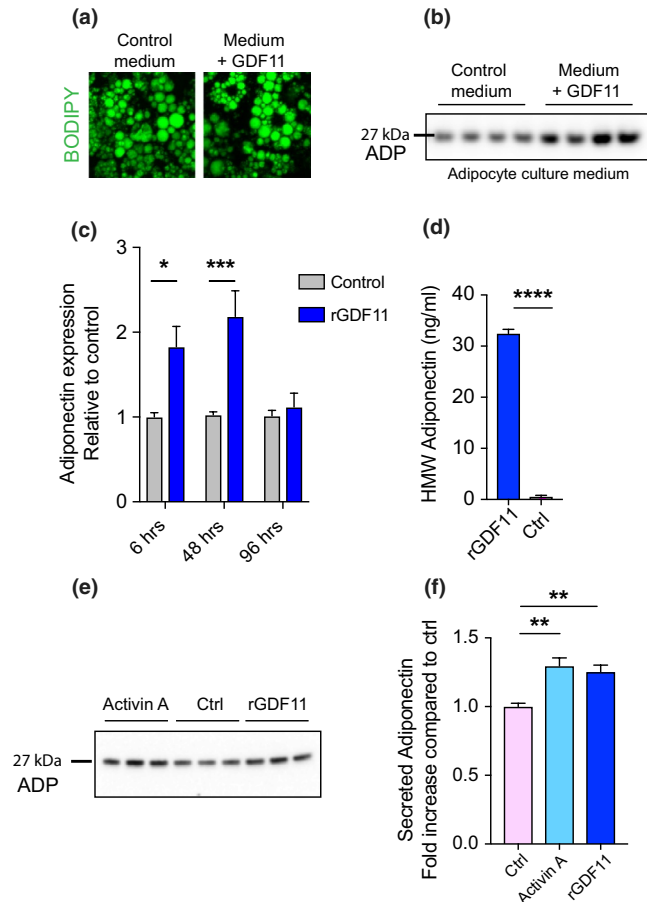 (a)
Control
medium
Medium
+ GDF11
BODIPY
(b)
Control
medium
Medium
+ GDF11
27 kDa
ADP
Adipocyte culture medium
(c)
Adiponectin expression
Relative to control
3
2
1
0
*
***
Control
rGDF11
6 hrs
48 hrs
96 hrs
(d)
HMW Adiponectin (ng/ml)
40
30
20
10
0
****
rGDF11
Ctrl
(e)
Activin A
Ctrl
rGDF11
27 kDa
ADP
(f)
Secreted Adiponectin
Fold increase compared to ctrl
1.5
1.0
0.5
0.0
**
**
Ctrl
Activin A
rGDF11